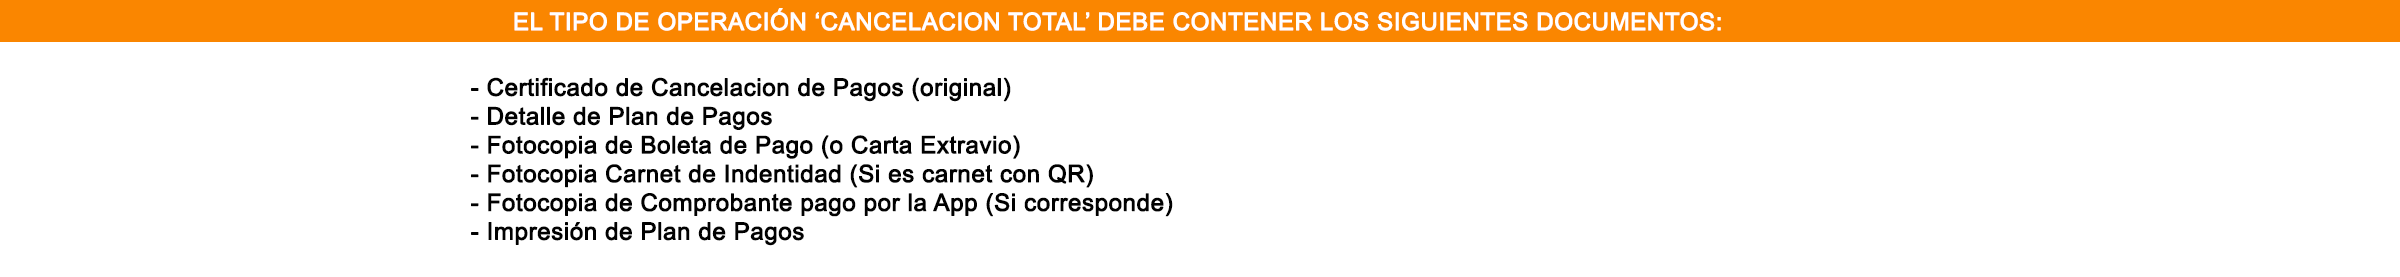 EL TIPO DE OPERACIÓN ‘CANCELACION TOTAL’ DEBE CONTENER LOS SIGUIENTES DOCUMENTOS:
- Certificado de Cancelacion de Pagos (original)
- Detalle de Plan de Pagos
- Fotocopia de Boleta de Pago (o Carta Extravio)
- Fotocopia Carnet de Indentidad (Si es carnet con QR)
- Fotocopia de Comprobante pago por la App (Si corresponde)
- Impresión de Plan de Pagos